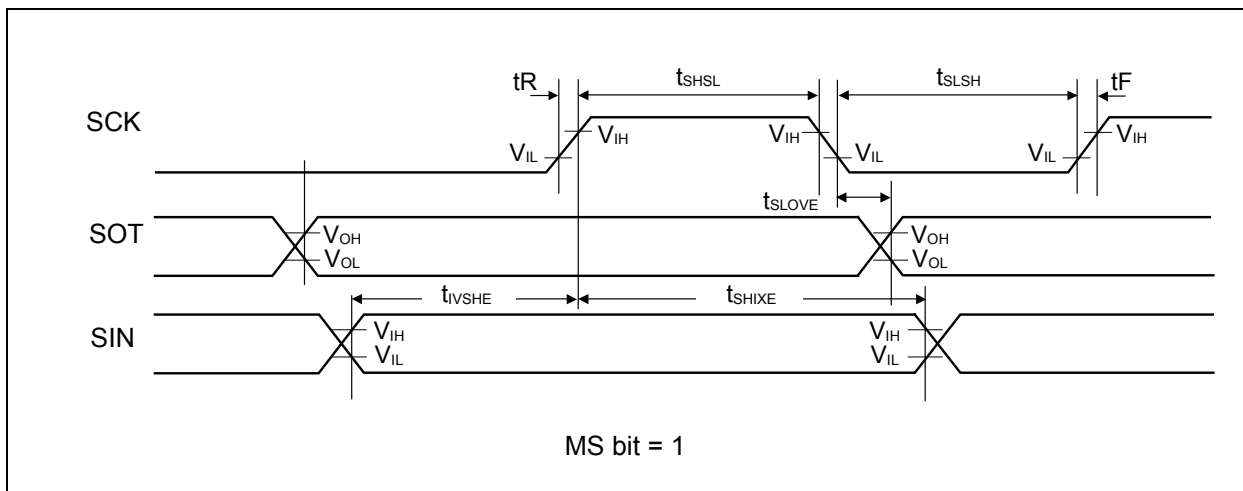 tR tSHSL tSLSH tF
SCK VIH VIH VIH
VIL VIL VIL
tSLOVE
SOT VOH VOH
VOL VOL
tIVSHE tSHIXE
SIN VIH VIH
VIL VIL
MS bit = 1